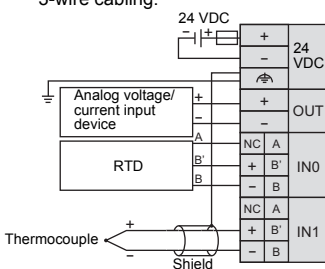 3-wire cabling:
24 VDC
− +
+
−
24
VDC
Analog voltage/
current input
device
+
−
+
−
OUT
RTD
A
B'
B
NC A
+ B'
− B
IN0
Thermocouple
+
−
Shield
NC A
+ B'
− B
IN1